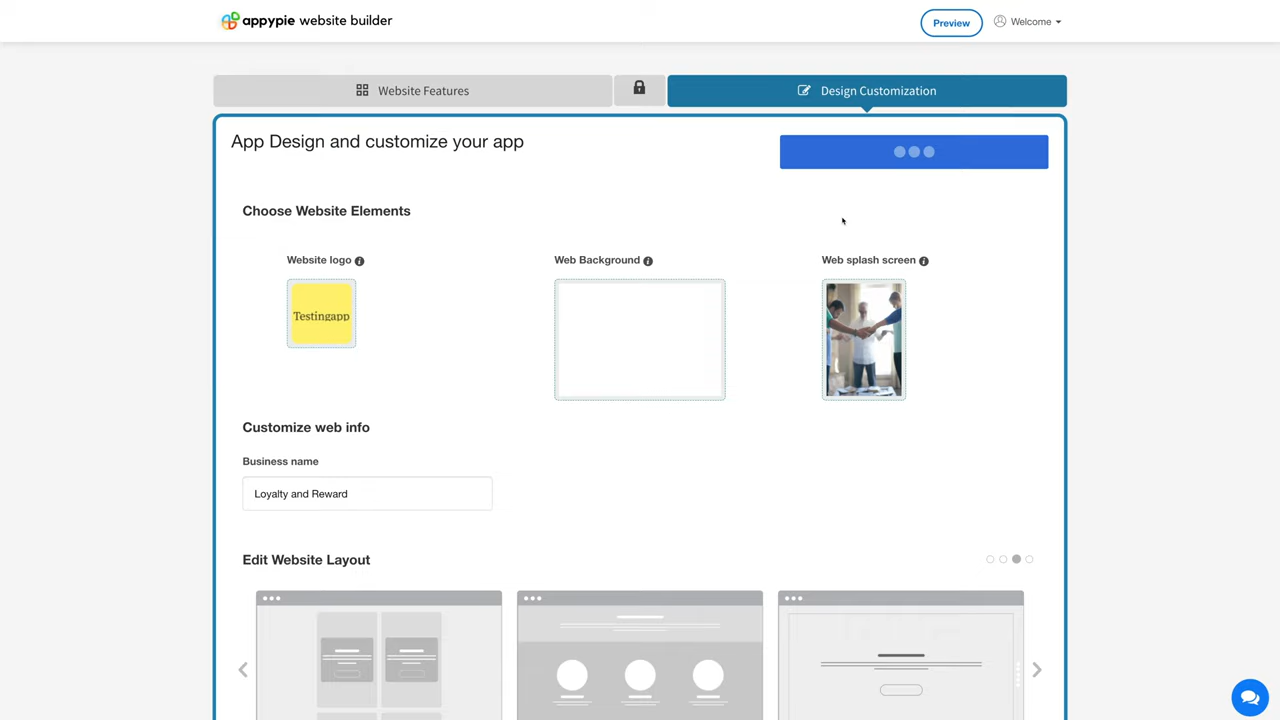 appypie website builder
Preview
Welcome
Website Features
Design Customization
App Design and customize your app
Choose Website Elements
Website logo
Web Background
Web splash screen
Testingapp
Customize web info
Business name
Loyalty and Reward
Edit Website Layout